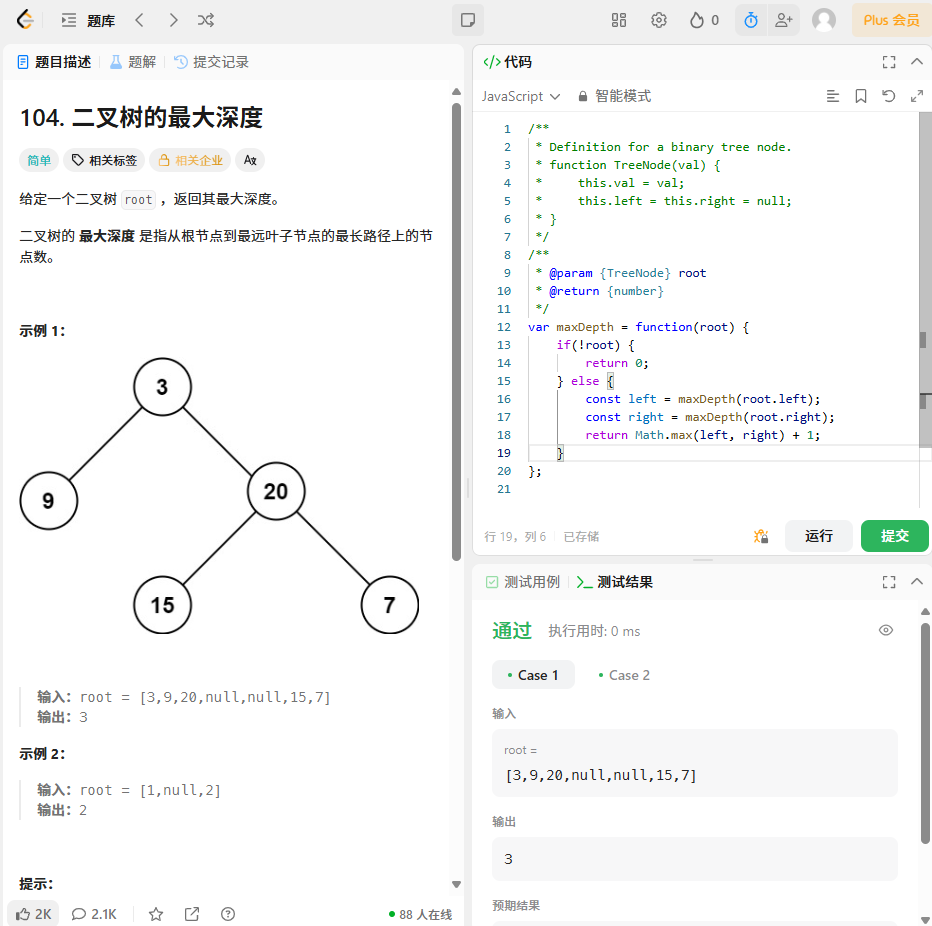 题库
0
Plus 会员
题目描述
题解
提交记录
104. 二叉树的最大深度
简单
相关标签
相关企业
给定一个二叉树 root ，返回其最大深度。
二叉树的 最大深度 是指从根节点到最远叶子节点的最长路径上的节
点数。
示例 1：
3
9
20
15
7
输入：root = [3,9,20,null,null,15,7]
输出：3
示例 2：
输入：root = [1,null,2]
输出：2
提示：
2K
2.1K
88 人在线
</> 代码
JavaScript
智能模式
1 /**
2  * Definition for a binary tree node.
3  * function TreeNode(val) {
4  *     this.val = val;
5  *     this.left = this.right = null;
6  * }
7  */
8 /**
9  * @param {TreeNode} root
10  * @return {number}
11  */
12 var maxDepth = function(root) {
13     if(!root) {
14         return 0;
15     } else {
16         const left = maxDepth(root.left);
17         const right = maxDepth(root.right);
18         return Math.max(left, right) + 1;
19     }
20 };
21
行 19，列 6
已存储
运行
提交
测试用例
测试结果
通过
执行用时: 0 ms
Case 1
Case 2
输入
root =
[3,9,20,null,null,15,7]
输出
3
预期结果